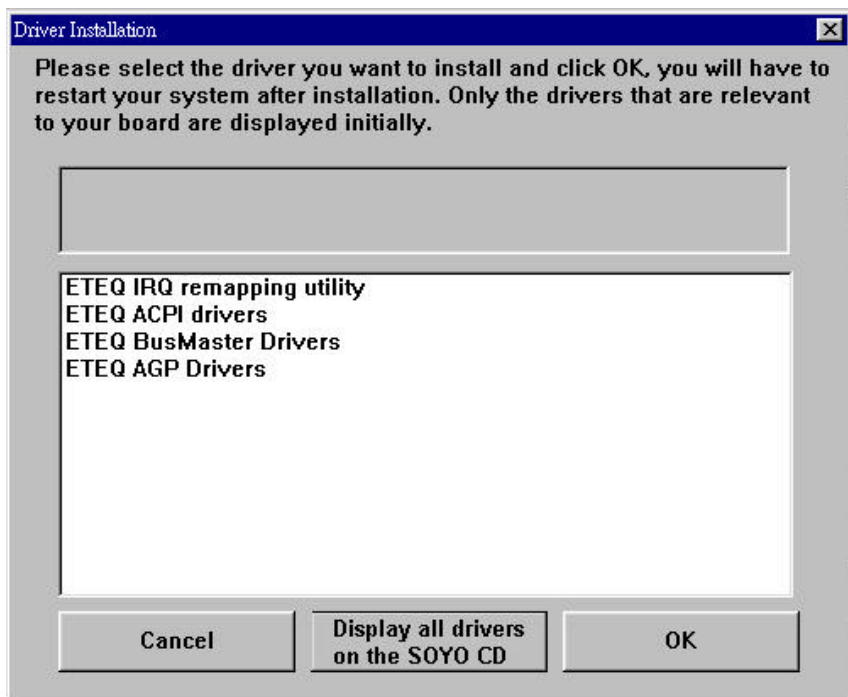 Driver Installation
Please select the driver you want to install and click OK, you will have to
restart your system after installation. Only the drivers that are relevant
to your board are displayed initially.
ETEQ IRQ remapping utility
ETEQ ACPI drivers
ETEQ BusMaster Drivers
ETEQ AGP Drivers
Cancel
Display all drivers
on the SOYO CD
OK